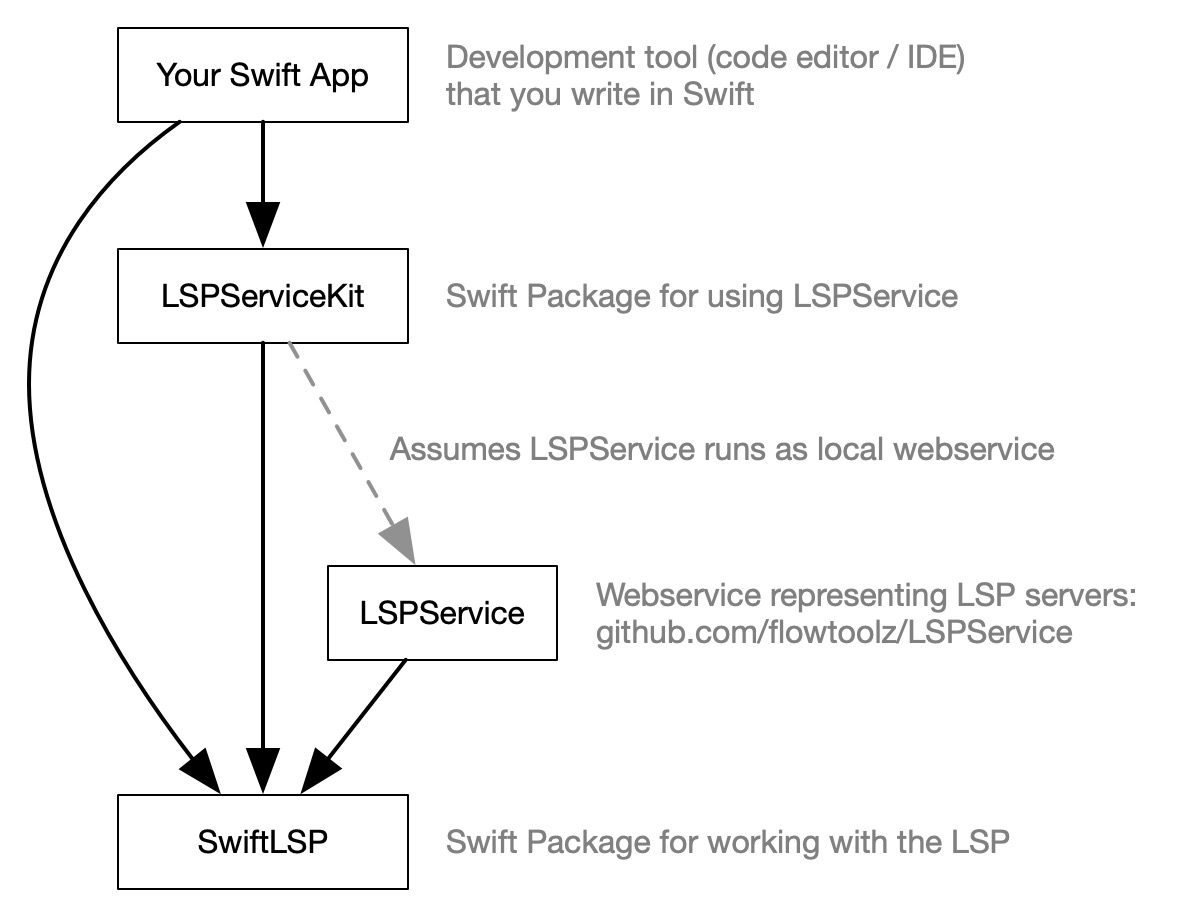 Your Swift App
Development tool (code editor / IDE)
that you write in Swift
LSPServiceKit
Swift Package for using LSPService
Assumes LSPService runs as local webservice
LSPService
Webservice representing LSP servers:
github.com/flowtoolz/LSPService
SwiftLSP
Swift Package for working with the LSP